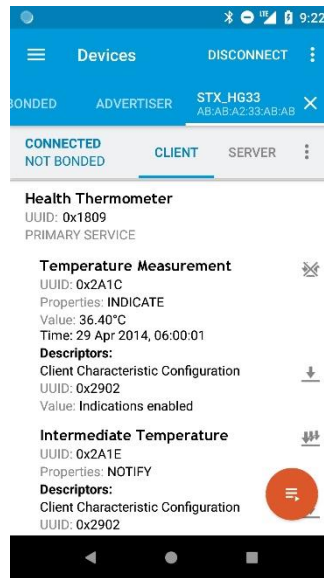 LTE 9:22
Devices DISCONNECT
BONDED ADVERTISER STX_HG33
AB:AB:A2:33:AB:AB
CONNECTED
NOT BONDED
CLIENT SERVER
Health Thermometer
UUID: 0x1809
PRIMARY SERVICE
Temperature Measurement
UUID: 0x2A1C
Properties: INDICATE
Value: 36.40°C
Time: 29 Apr 2014, 06:00:01
Descriptors:
Client Characteristic Configuration
UUID: 0x2902
Value: Indications enabled
Intermediate Temperature
UUID: 0x2A1E
Properties: NOTIFY
Descriptors:
Client Characteristic Configuration
UUID: 0x2902